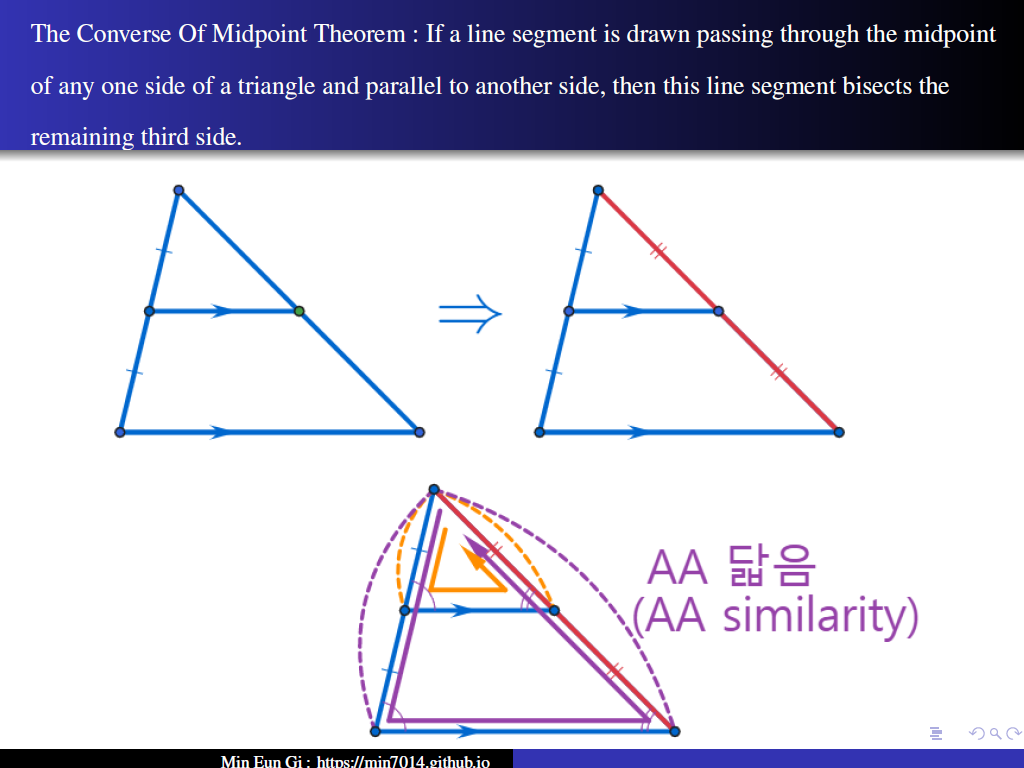 The Converse Of Midpoint Theorem : If a line segment is drawn passing through the midpoint
of any one side of a triangle and parallel to another side, then this line segment bisects the
remaining third side.
AA 닮음
(AA similarity)
Min Eun Gi : https://min7014.github.io